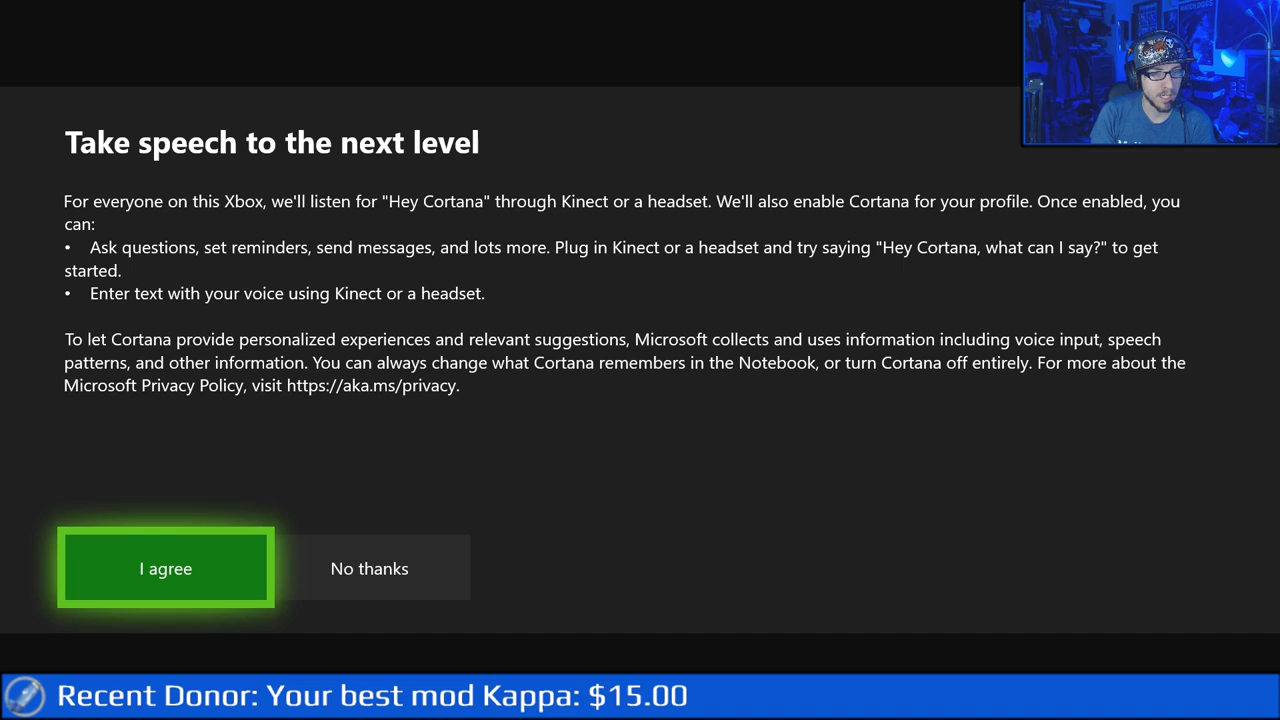 Take speech to the next level
For everyone on this Xbox, we'll listen for "Hey Cortana" through Kinect or a headset. We'll also enable Cortana for your profile. Once enabled, you
can:
• Ask questions, set reminders, send messages, and lots more. Plug in Kinect or a headset and try saying "Hey Cortana, what can I say?" to get
started.
• Enter text with your voice using Kinect or a headset.
To let Cortana provide personalized experiences and relevant suggestions, Microsoft collects and uses information including voice input, speech
patterns, and other information. You can always change what Cortana remembers in the Notebook, or turn Cortana off entirely. For more about the
Microsoft Privacy Policy, visit https://aka.ms/privacy.
I agree
No thanks
Recent Donor: Your best mod Kappa: $15.00